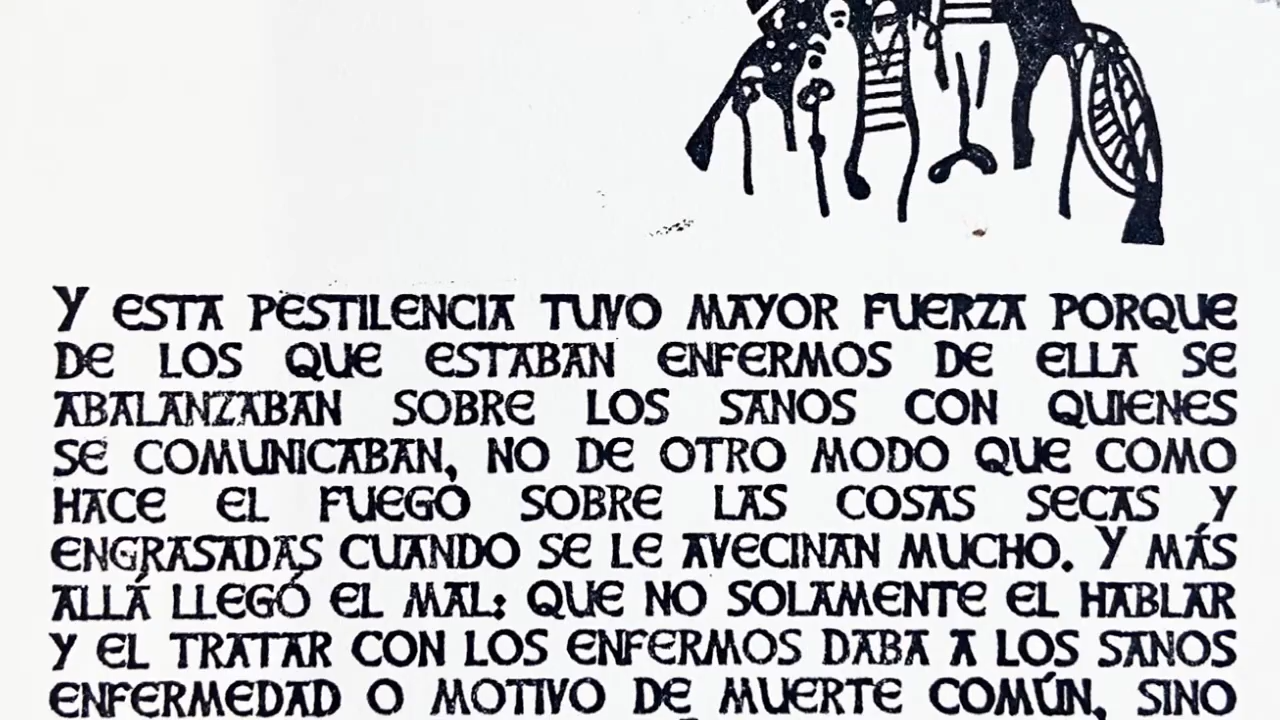 Y ESTA PESTILENCIA TUVO MAYOR FUERZA PORQUE
DE LOS QUE ESTABAN ENFERMOS DE ELLA SE
ABALANZABAN SOBRE LOS SANOS CON QUIENES
SE COMUNICABAN, NO DE OTRO MODO QUE COMO
HACE EL FUEGO SOBRE LAS COSAS SECAS Y
ENGRASADAS CUANDO SE LE AVECINAN MUCHO. Y MÁS
ALLÁ LLEGÓ EL MAL: QUE NO SOLAMENTE EL HABLAR
Y EL TRATAR CON LOS ENFERMOS DABA A LOS SANOS
ENFERMEDAD O MOTIVO DE MUERTE COMÚN, SINO